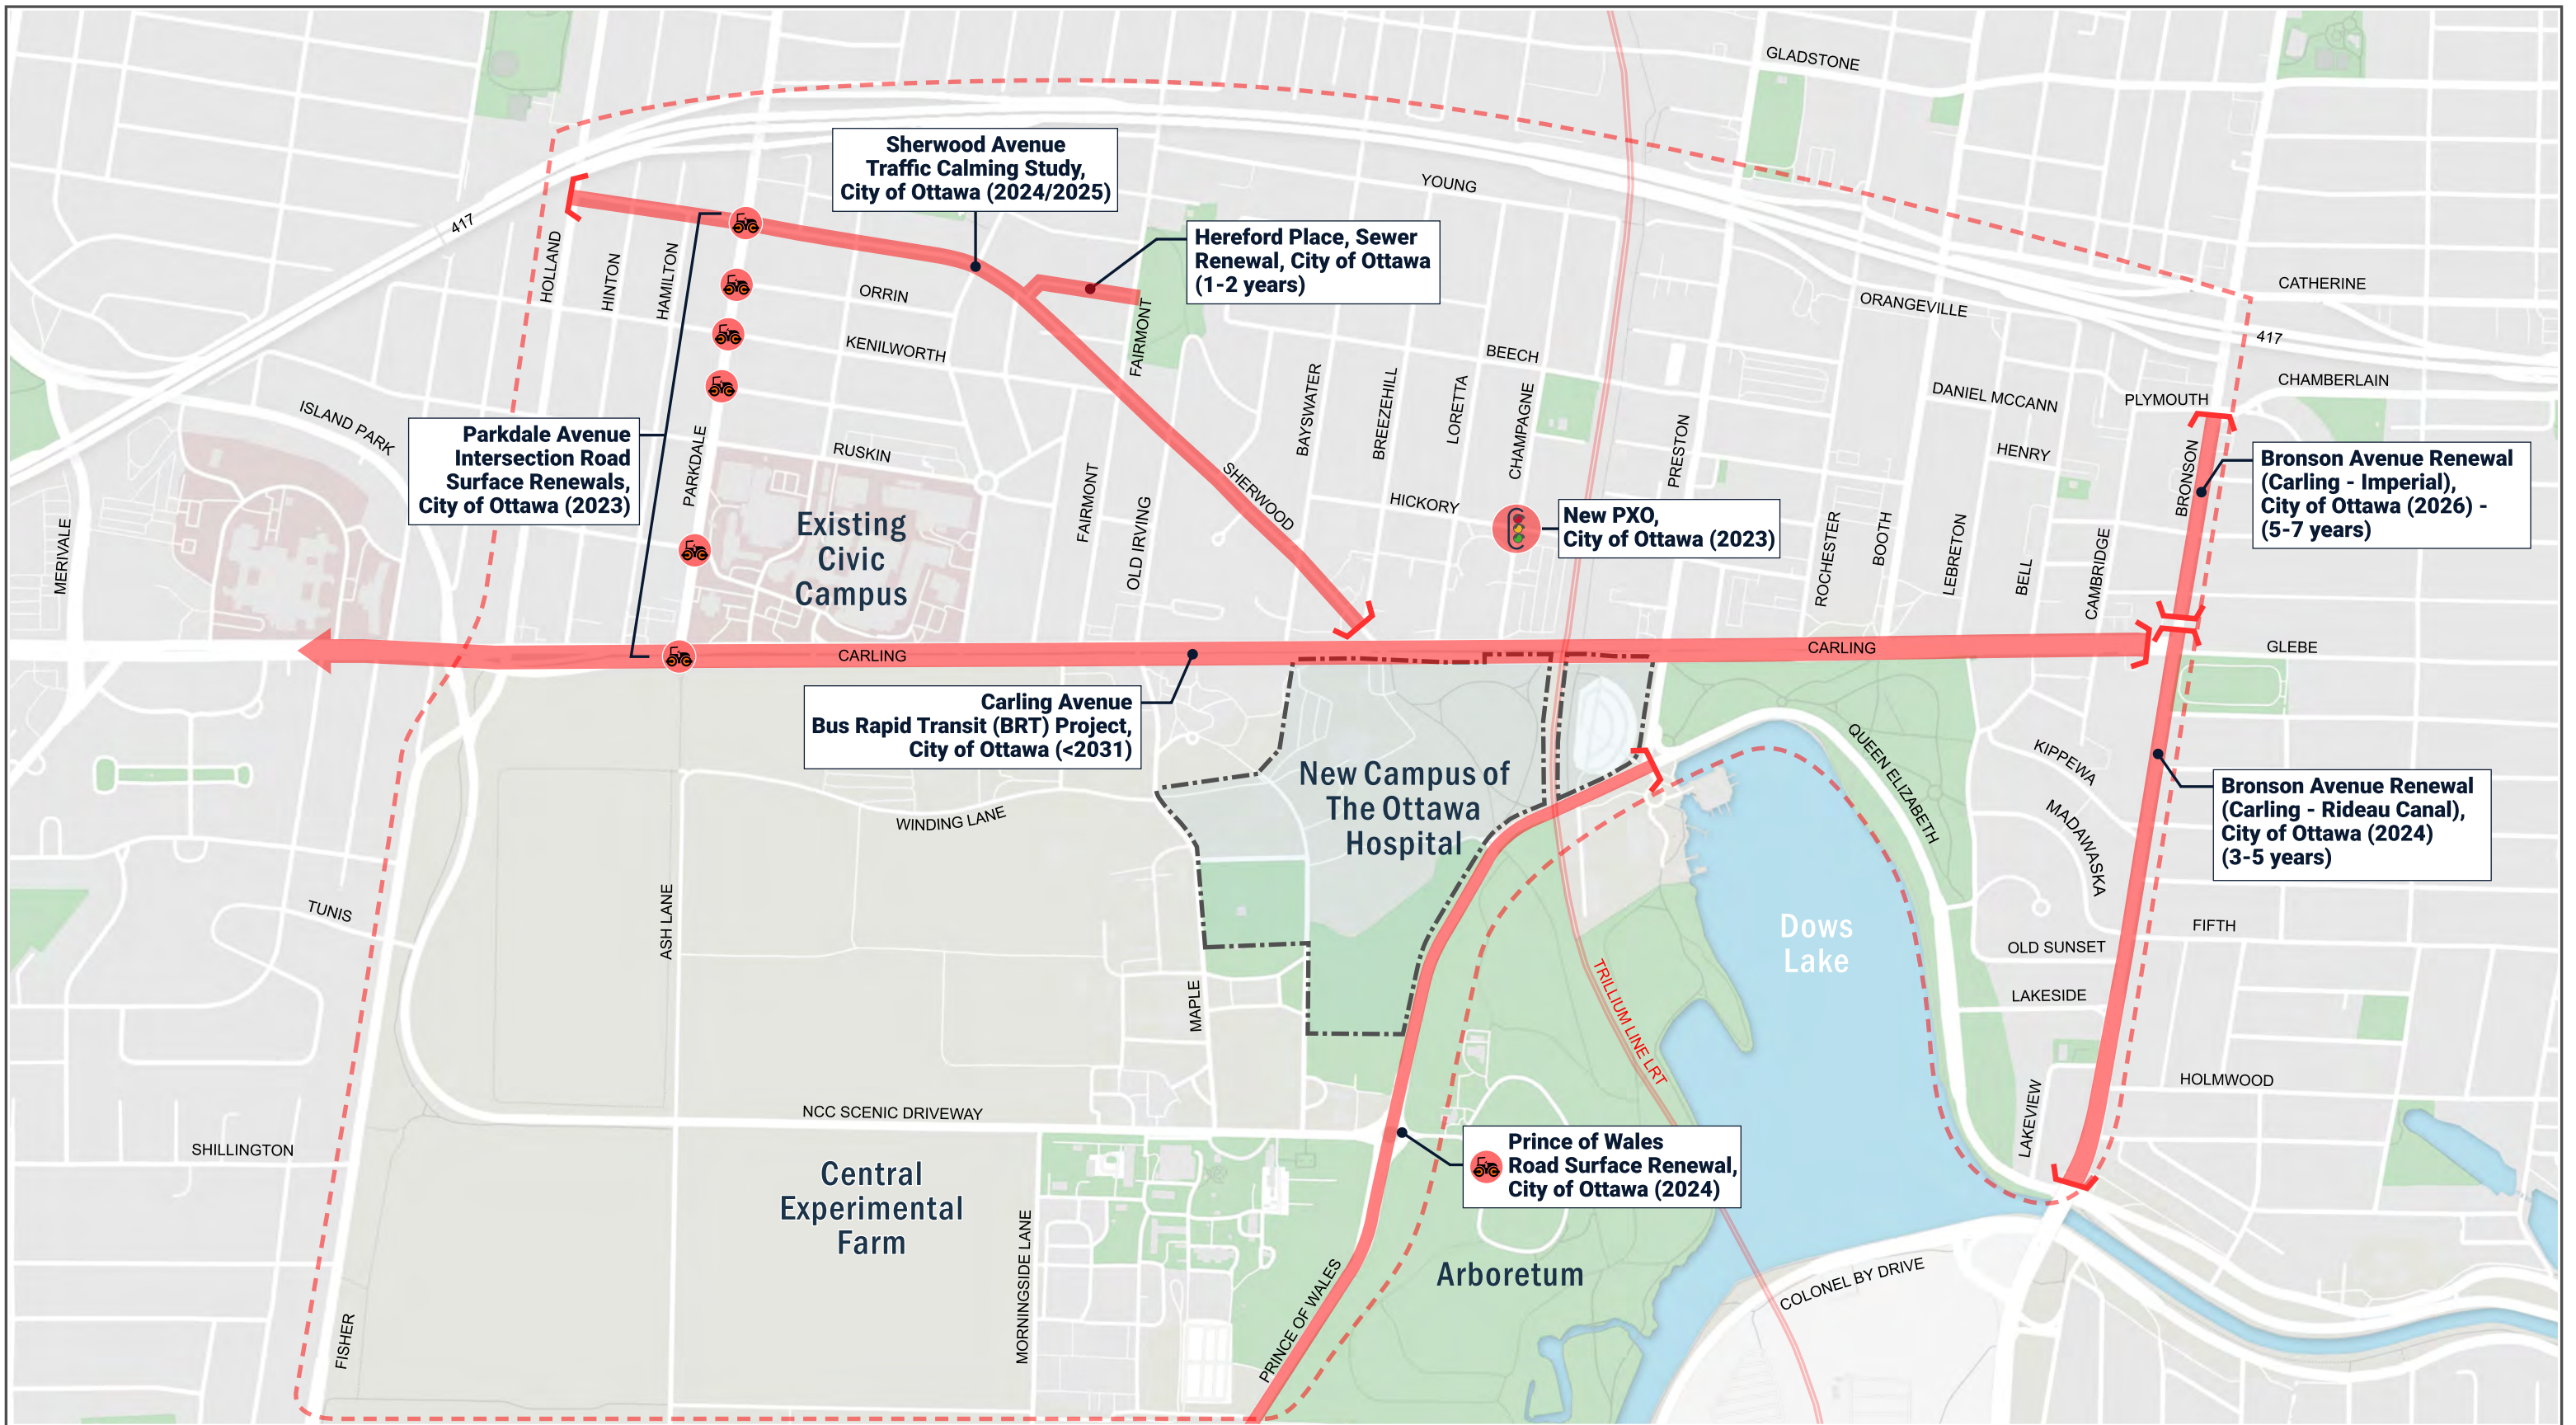 GLADSTONE
Sherwood Avenue
Traffic Calming Study,
City of Ottawa (2024/2025)
YOUNG
417
HOLLAND
HINTON
HAMILTON
Hereford Place, Sewer
Renewal, City of Ottawa
(1-2 years)
ORRIN
KENILWORTH
FAIRMONT
CATHERINE
ORANGEVILLE
417
BEECH
BAYSWATER
BREEZEHILL
LORETTA
CHAMPAGNE
CHAMBERLAIN
DANIEL MCCANN
PLYMOUTH
ISLAND PARK
Parkdale Avenue
Intersection Road
Surface Renewals,
City of Ottawa (2023)
PARKDALE
RUSKIN
FAIRMONT
OLD IRVING
SHERWOOD
HICKORY
PRESTON
HENRY
BRONSON
Bronson Avenue Renewal
(Carling - Imperial),
City of Ottawa (2026) -
(5-7 years)
MERIVALE
Existing
Civic
Campus
New PXO,
City of Ottawa (2023)
ROCHESTER
BOOTH
LEBRETON
BELL
CAMBRIDGE
CARLING
CARLING
GLEBE
Carling Avenue
Bus Rapid Transit (BRT) Project,
City of Ottawa (<2031)
New Campus of
The Ottawa
Hospital
QUEEN ELIZABETH
KIPPEWA
MADAWASKA
Bronson Avenue Renewal
(Carling - Rideau Canal),
City of Ottawa (2024)
(3-5 years)
WINDING LANE
TUNIS
ASH LANE
MAPLE
TRILLIUM LINE LRT
Dows
Lake
FIFTH
OLD SUNSET
LAKESIDE
HOLMWOOD
LAKEVIEW
NCC SCENIC DRIVEWAY
SHILLINGTON
Prince of Wales
Road Surface Renewal,
City of Ottawa (2024)
Central
Experimental
Farm
MORNINGSIDE LANE
Arboretum
PRINCE OF WALES
COLONEL BY DRIVE
FISHER